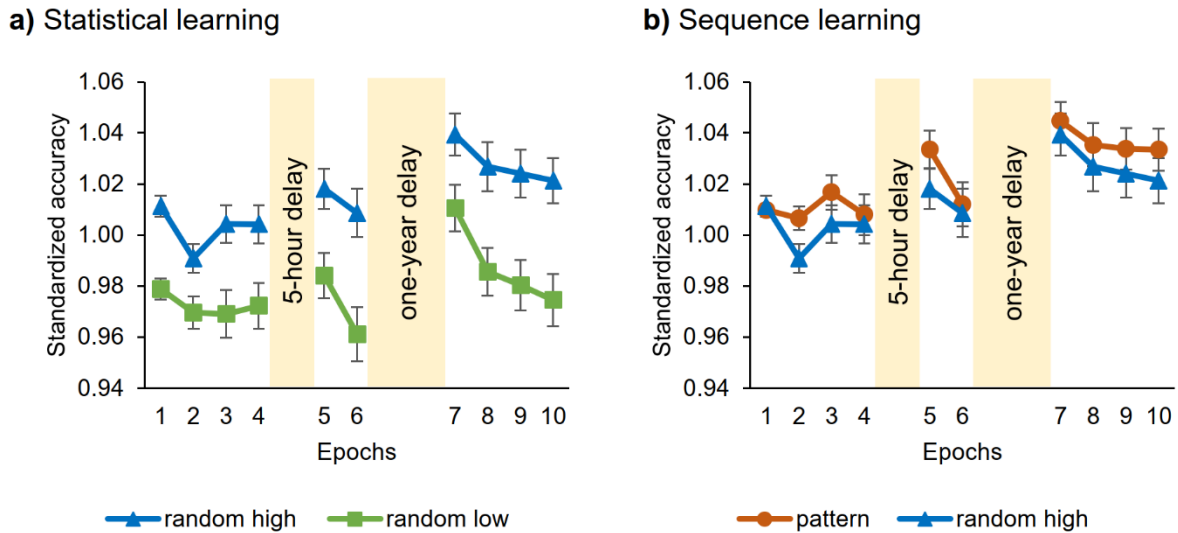 a) Statistical learning
Standardized accuracy
1.06
1.04
1.02
1.00
0.98
0.96
0.94
5-hour delay
one-year delay
1 2 3 4 5 6 7 8 9 10
Epochs
random high random low
b) Sequence learning
Standardized accuracy
1.06
1.04
1.02
1.00
0.98
0.96
0.94
5-hour delay
one-year delay
1 2 3 4 5 6 7 8 9 10
Epochs
pattern random high